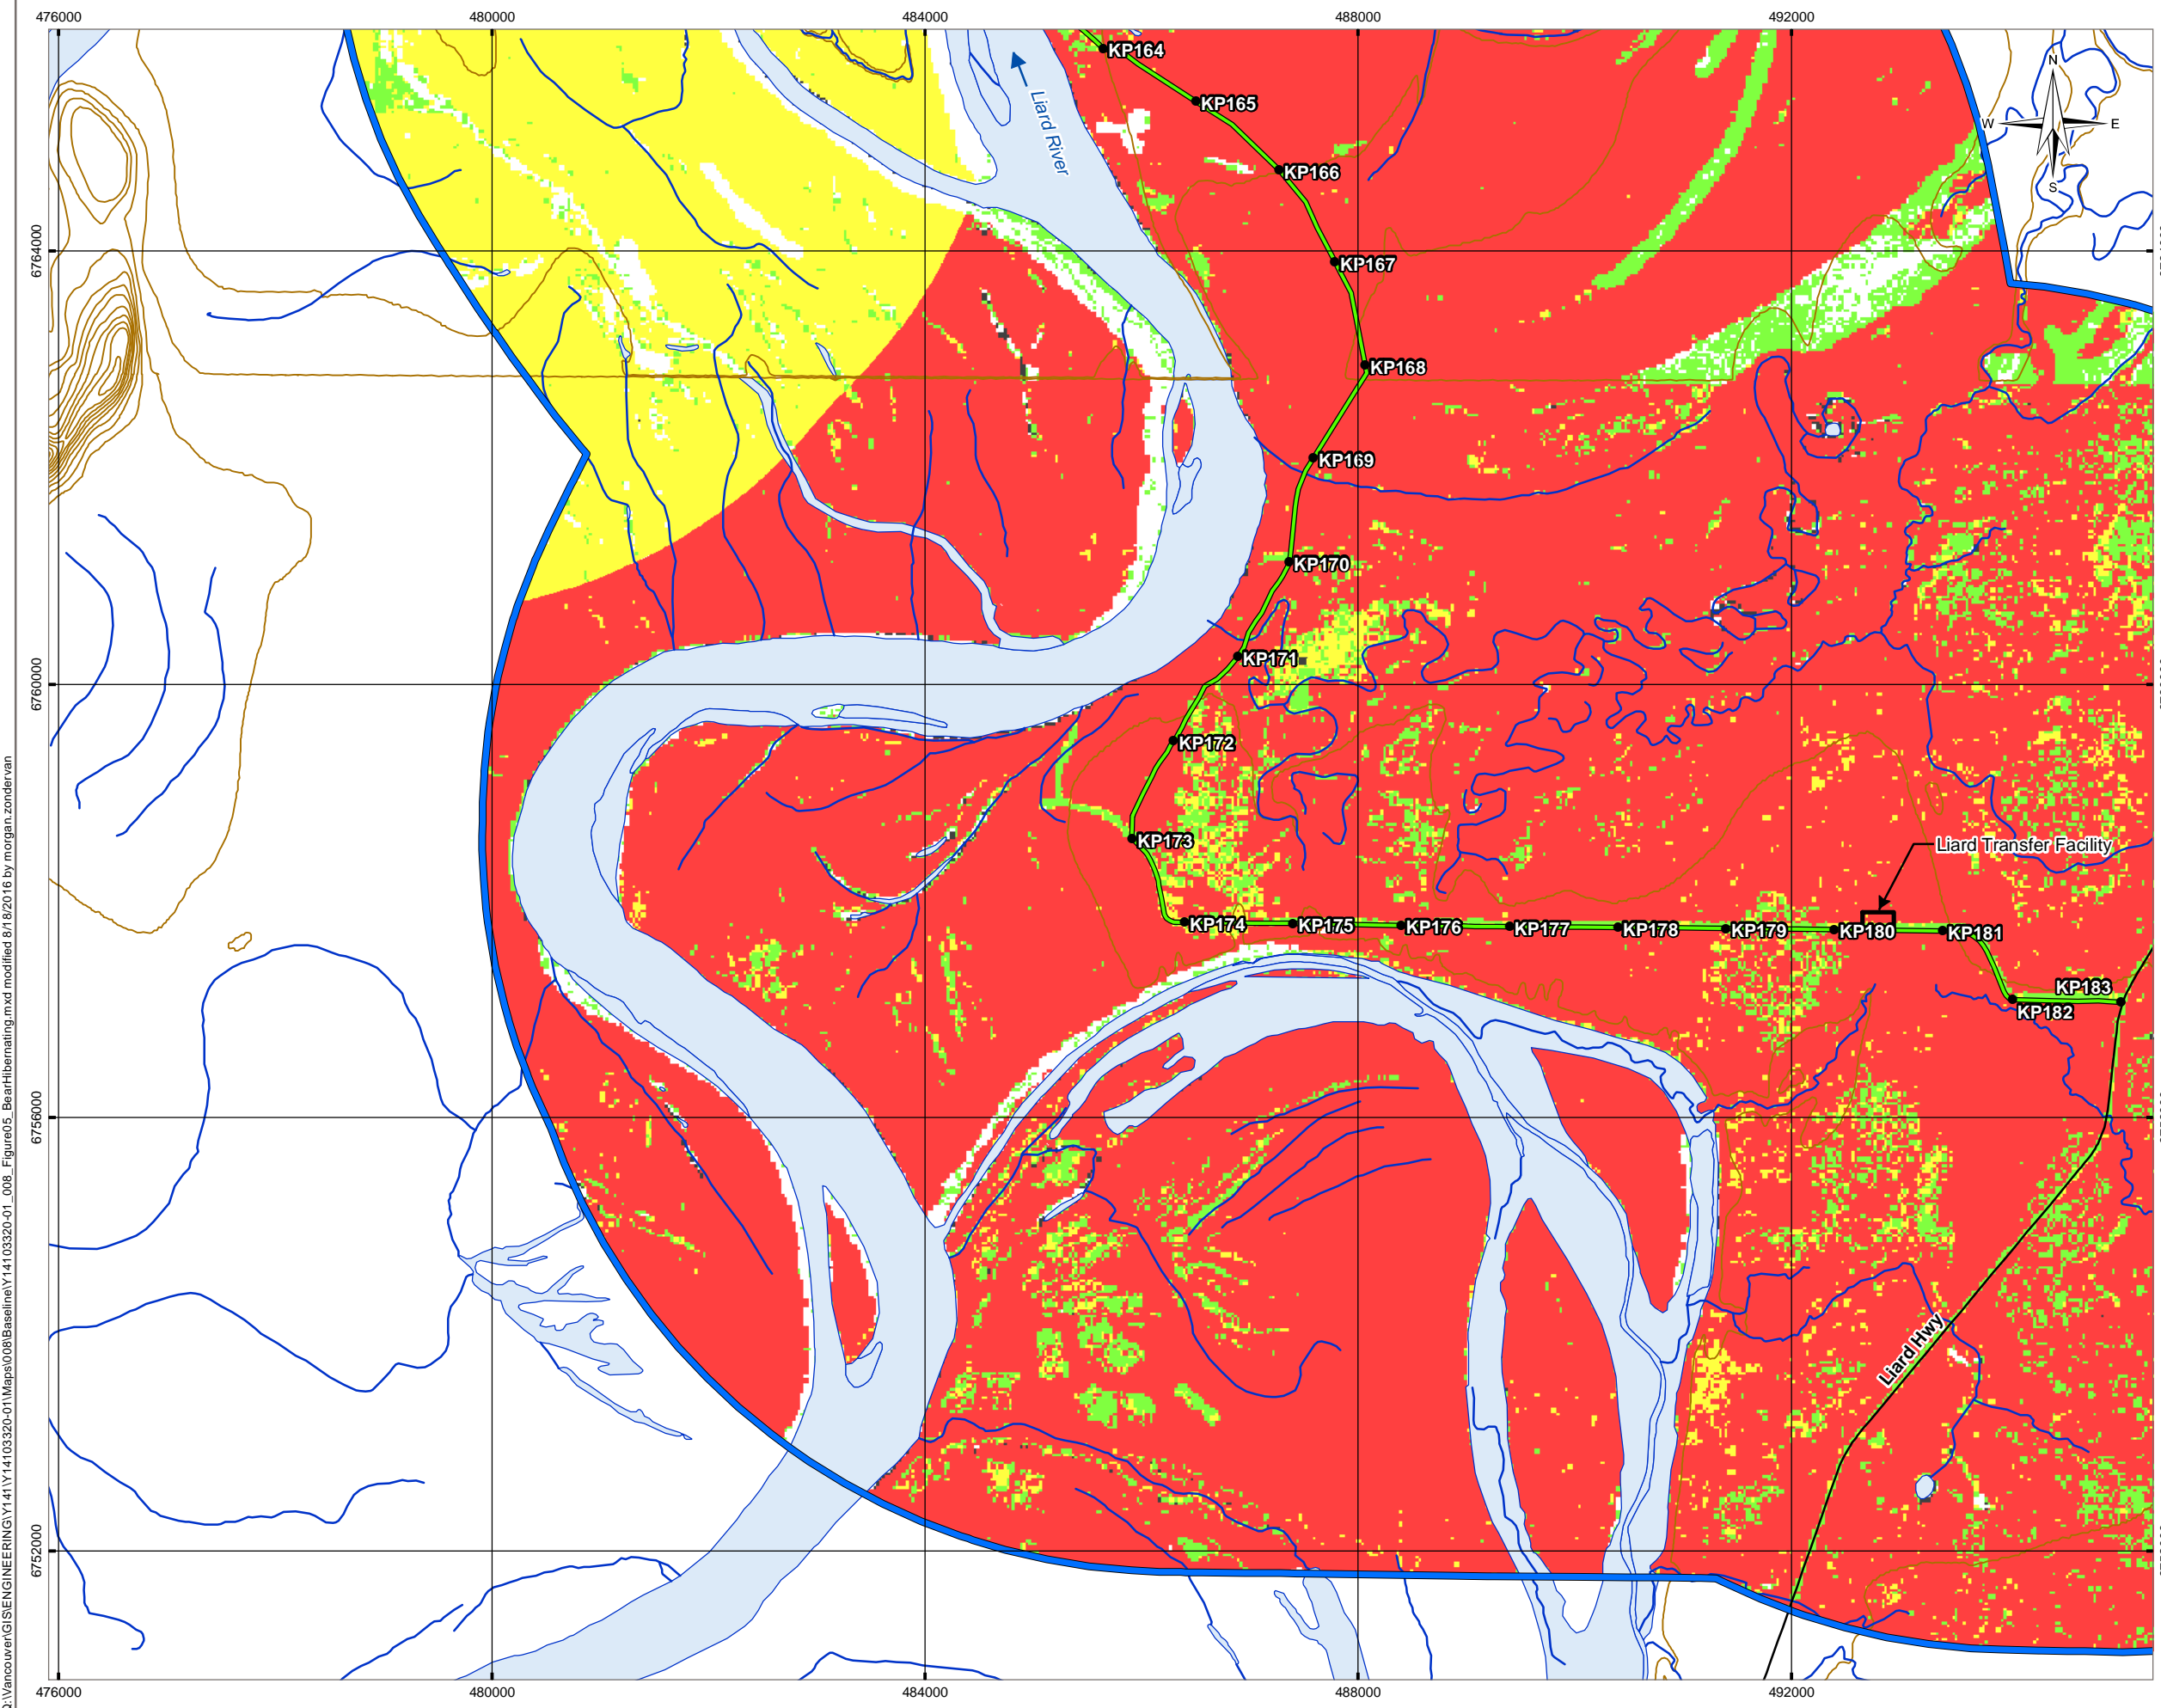 476000
480000
484000
488000
492000
N
W
E
S
Liard River
KP164
KP165
KP166
6764000
KP167
KP168
KP169
KP170
KP171
6760000
KP172
KP173
Liard Transfer Facility
KP174
KP175
KP176
KP177
KP178
KP179
KP180
KP181
KP183
KP182
6756000
Liard Hwy
6752000
476000
480000
484000
488000
492000
Q:\Vancouver\GIS\ENGINEERING\Y141\Y14103320-01\Maps\008\Baseline\Y14103320-01_008_Figure05_BearHibernating.mxd modified 8/18/2016 by morgan.zondervan